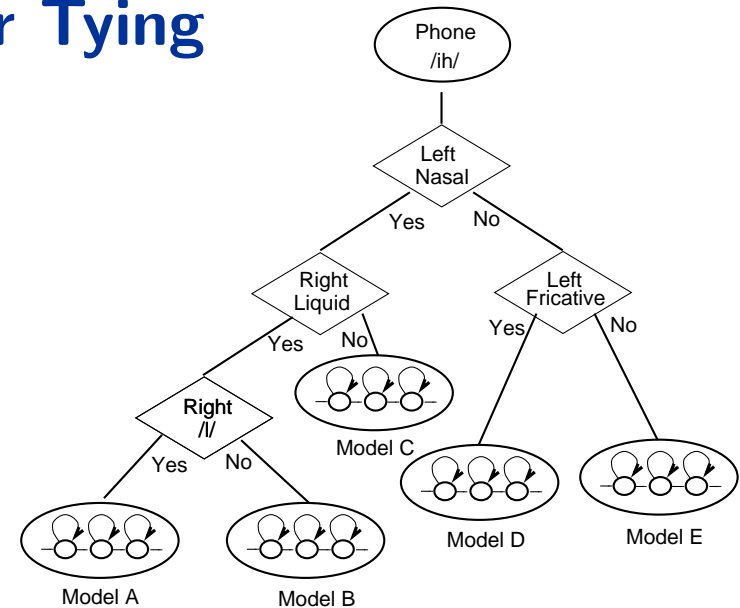 r Tying
Phone
/ih/
Left
Nasal
Yes
No
Right
Liquid
Left
Fricative
Yes
No
Yes
No
Right
/l/
Model C
Yes
No
Model D
Model E
Model A
Model B